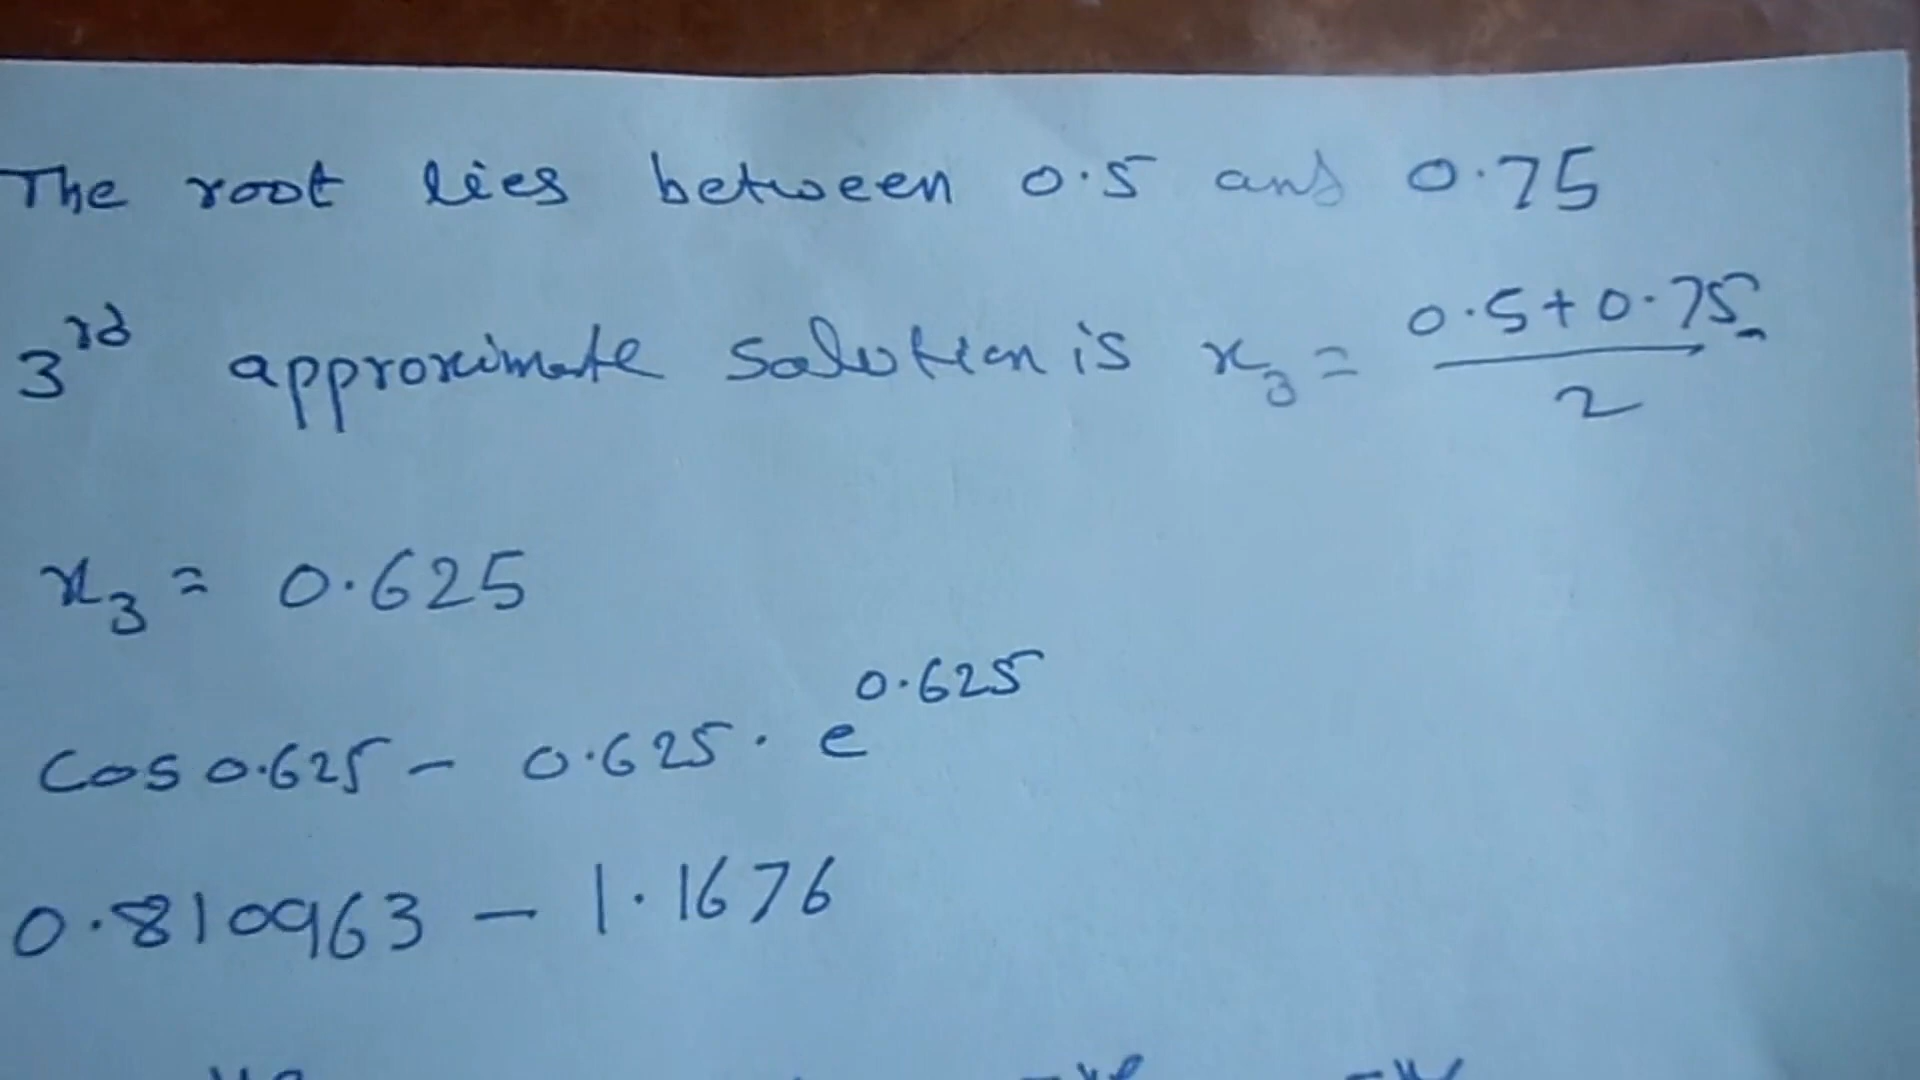 The root lies between 0.5 and 0.75
3rd approximate solution is x₃ = (0.5+0.75)/2
x₃ = 0.625
cos 0.625 - 0.625 · e^0.625
0.810963 - 1.1676